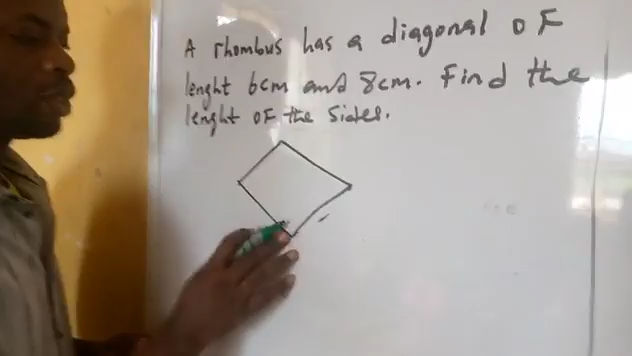 A rhombus has a diagonal of
lenght 6cm and 8cm. Find the
lenght of the sides.